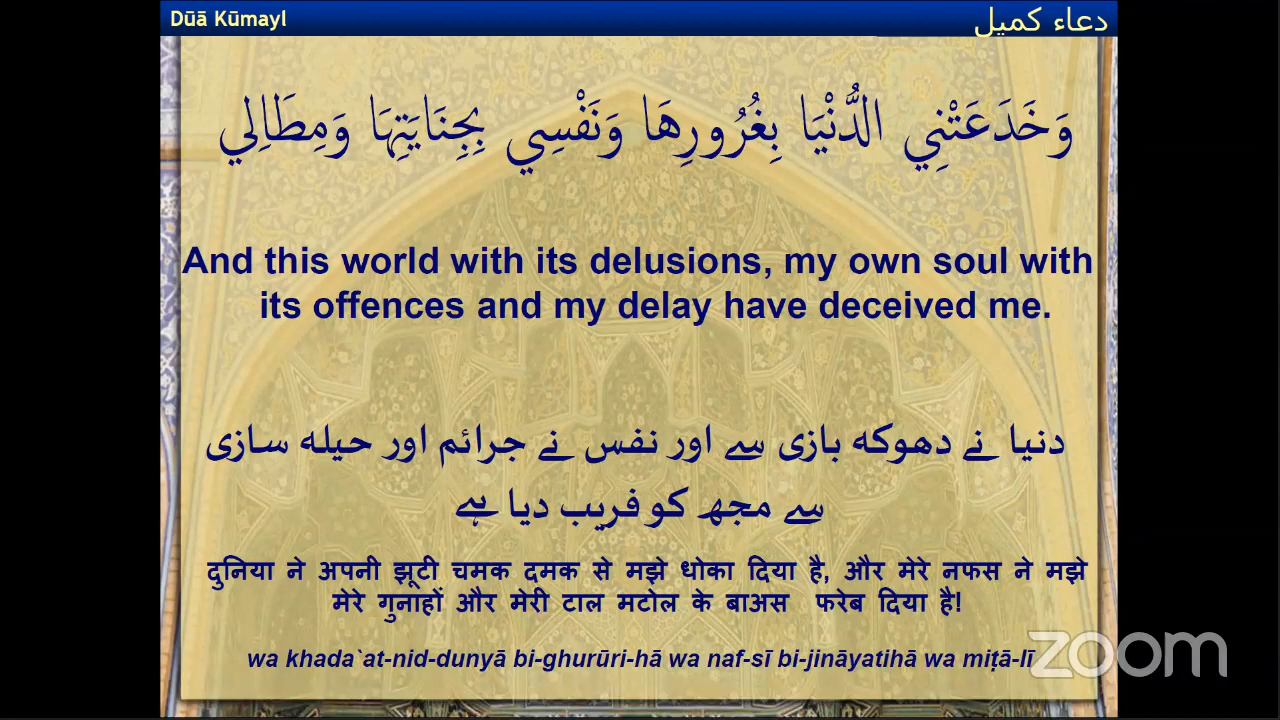 Dūā Kūmayl
دعاء كميل
وَخَدَعَتْنِي الدُّنْيَا بِغُرُورِهَا وَنَفْسِي بِجِنَايَتِهَا وَمِطَالِي
And this world with its delusions, my own soul with
its offences and my delay have deceived me.
دنیا نے دھوکہ بازی سے اور نفس نے جرائم اور حیلہ سازی
سے مجھ کو فریب دیا ہے
दुनिया ने अपनी झूटी चमक दमक से मझे धोका दिया है, और मेरे नफस ने मझे
मेरे गुनाहों और मेरी टाल मटोल के बाअस फरेब दिया है!
wa khada`at-nid-dunyā bi-ghurūri-hā wa naf-sī bi-jināyatihā wa miṭā-lī
zoom